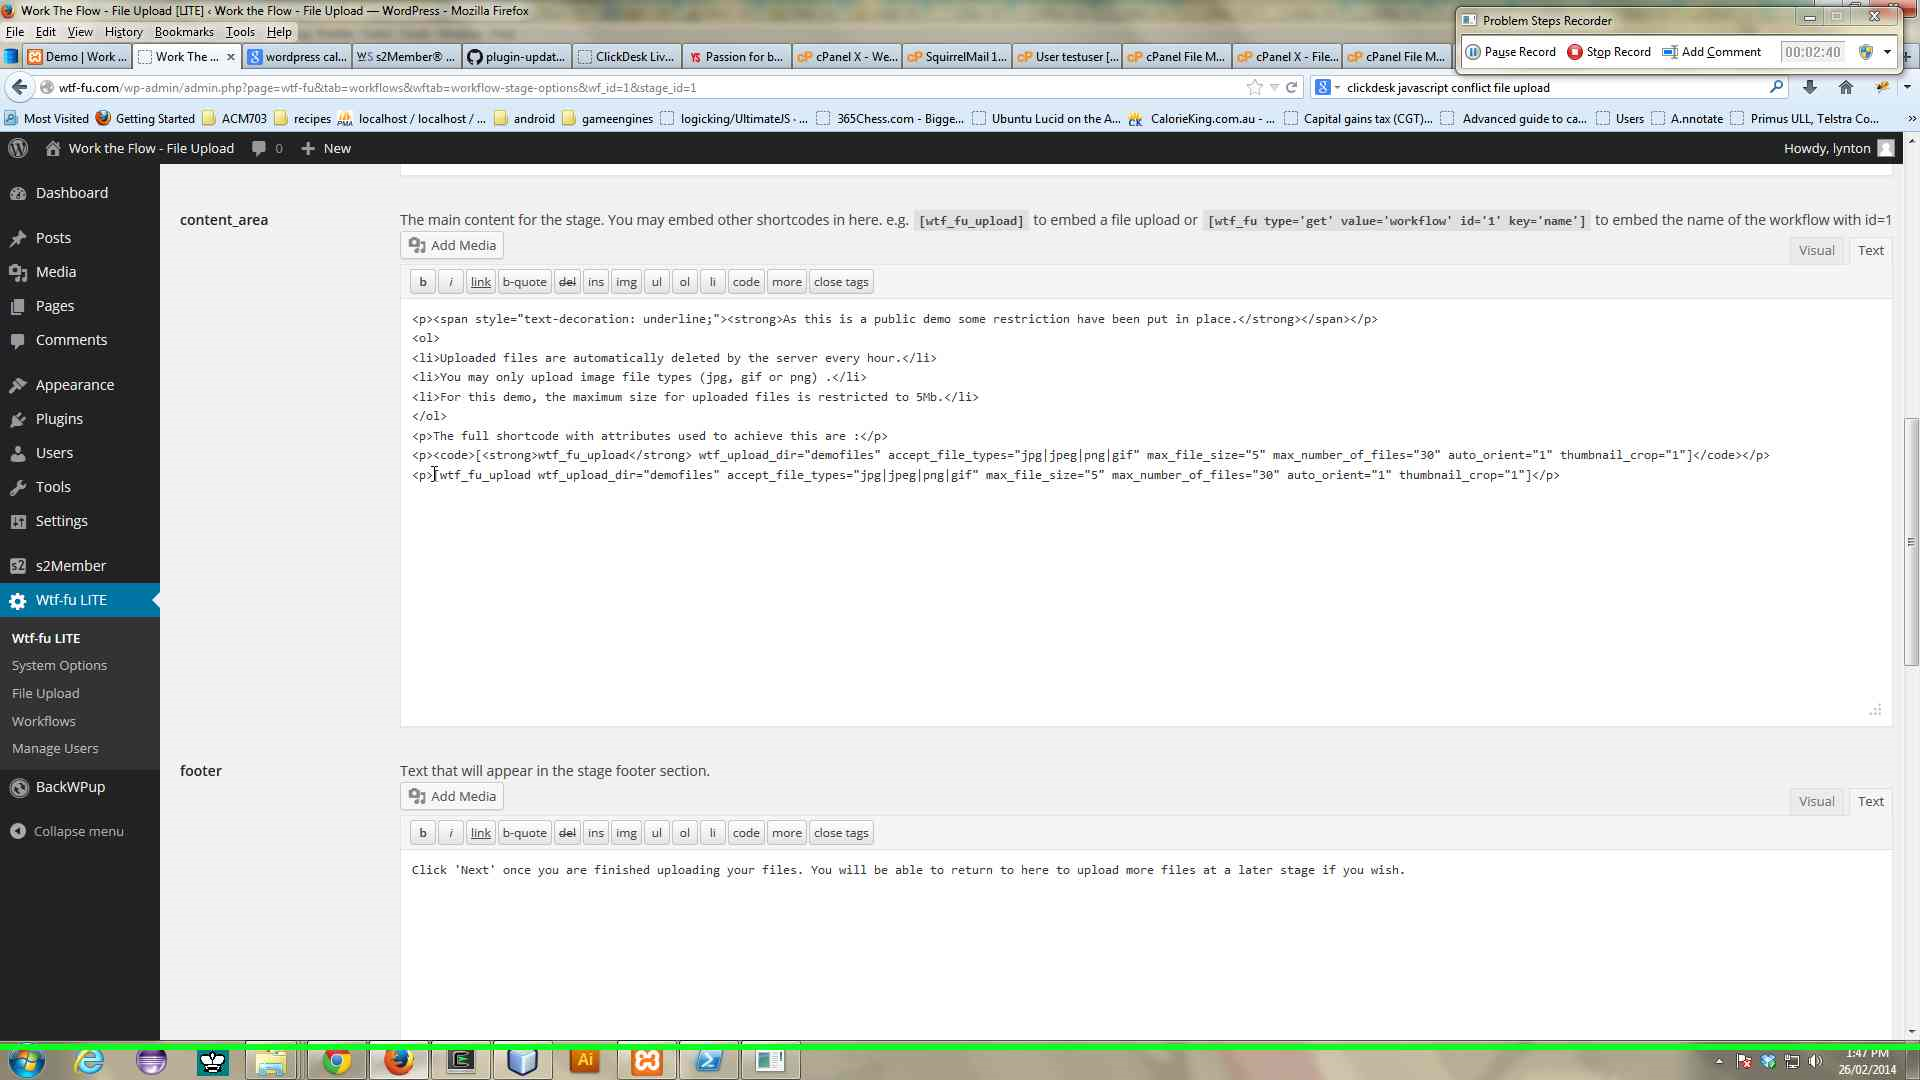 Work The Flow - File Upload [LITE] ‹ Work the Flow - File Upload — WordPress - Mozilla Firefox
File Edit View History Bookmarks Tools Help
Problem Steps Recorder
Pause Record Stop Record Add Comment 00:02:40
Demo | Work ... Work The ... wordpress cal... s2Member® ... plugin-updat... ClickDesk Liv... Passion for b... cPanel X - We... SquirrelMail 1... User testuser [... cPanel File M... cPanel X - File... cPanel File M...
wtf-fu.com/wp-admin/admin.php?page=wtf-fu&tab=workflows&wftab=workflow-stage-options&wf_id=1&stage_id=1
clickdesk javascript conflict file upload
Most Visited Getting Started ACM703 recipes localhost / localhost / ... android gameengines logicking/UltimateJS · ... 365Chess.com - Bigge... Ubuntu Lucid on the A... CalorieKing.com.au - ... Capital gains tax (CGT)... Advanced guide to ca... Users A.nnotate Primus ULL, Telstra Co... »
Work the Flow - File Upload 0 New Howdy, lynton
Dashboard
Posts
Media
Pages
Comments
Appearance
Plugins
Users
Tools
Settings
s2Member
Wtf-fu LITE
Wtf-fu LITE
System Options
File Upload
Workflows
Manage Users
BackWPup
Collapse menu
content_area
The main content for the stage. You may embed other shortcodes in here. e.g. [wtf_fu_upload] to embed a file upload or [wtf_fu type='get' value='workflow' id='1' key='name'] to embed the name of the workflow with id=1
Add Media
Visual Text
b i link b-quote del ins img ul ol li code more close tags
<p><span style="text-decoration: underline;"><strong>As this is a public demo some restriction have been put in place.</strong></span></p>
<ol>
<li>Uploaded files are automatically deleted by the server every hour.</li>
<li>You may only upload image file types (jpg, gif or png) .</li>
<li>For this demo, the maximum size for uploaded files is restricted to 5Mb.</li>
</ol>
<p>The full shortcode with attributes used to achieve this are :</p>
<p><code>[<strong>wtf_fu_upload</strong> wtf_upload_dir="demofiles" accept_file_types="jpg|jpeg|png|gif" max_file_size="5" max_number_of_files="30" auto_orient="1" thumbnail_crop="1"]</code></p>
<p>[wtf_fu_upload wtf_upload_dir="demofiles" accept_file_types="jpg|jpeg|png|gif" max_file_size="5" max_number_of_files="30" auto_orient="1" thumbnail_crop="1"]</p>
footer
Text that will appear in the stage footer section.
Add Media
Visual Text
b i link b-quote del ins img ul ol li code more close tags
Click 'Next' once you are finished uploading your files. You will be able to return to here to upload more files at a later stage if you wish.
Ai
1:47 PM
26/02/2014